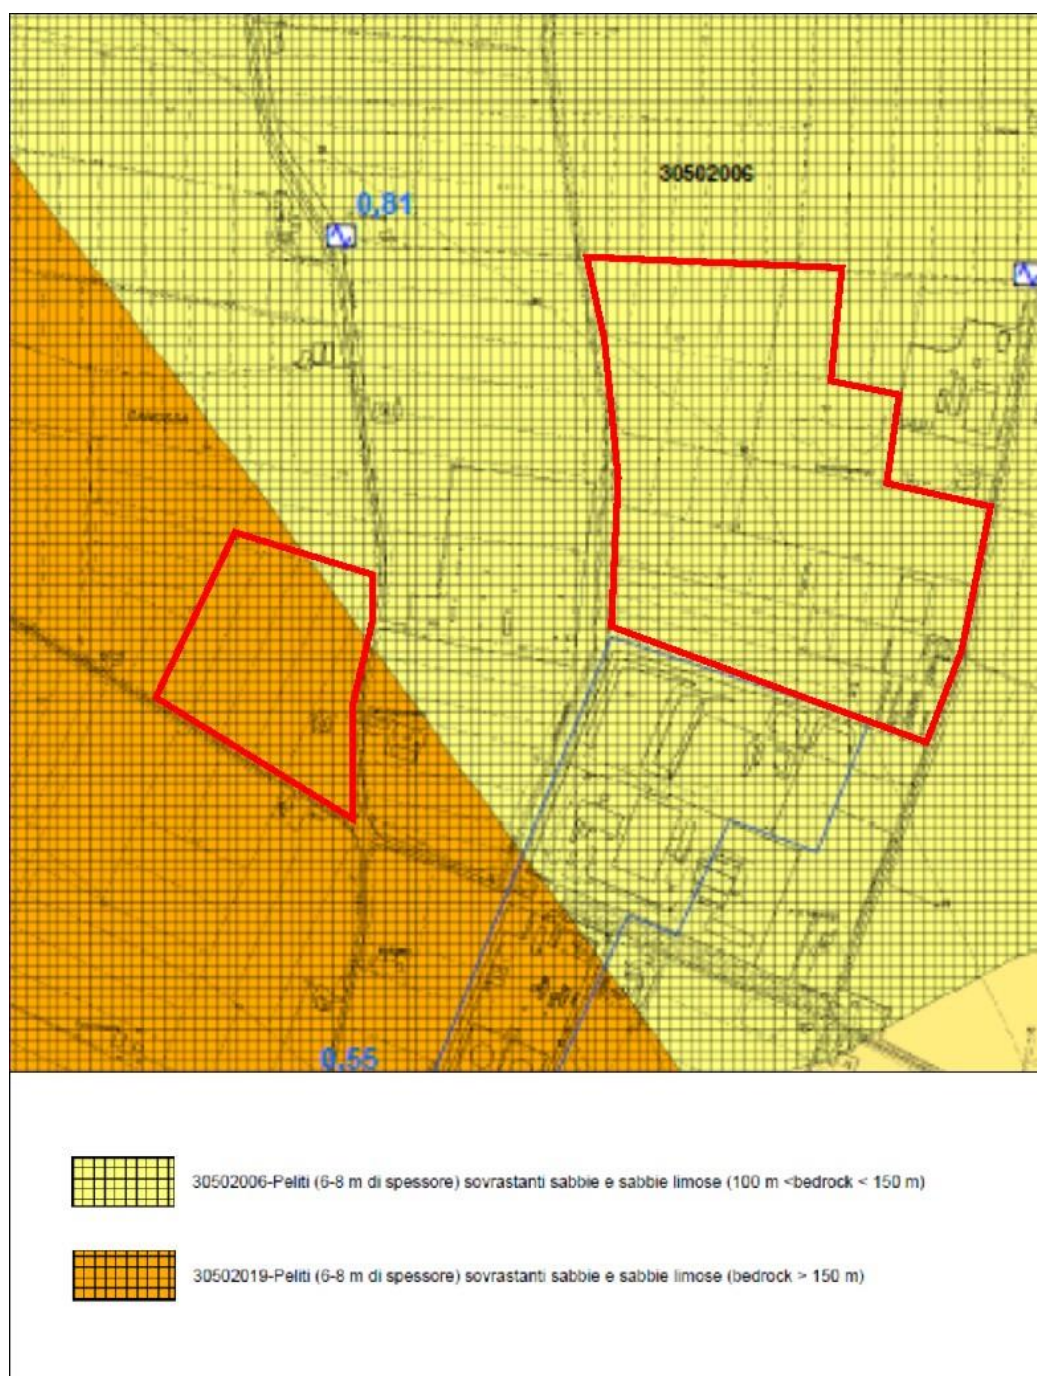 30502006
0,81
0,55
30502006-Peliti (6-8 m di spessore) sovrastanti sabbie e sabbie limose (100 m <bedrock < 150 m)
30502019-Peliti (6-8 m di spessore) sovrastanti sabbie e sabbie limose (bedrock > 150 m)